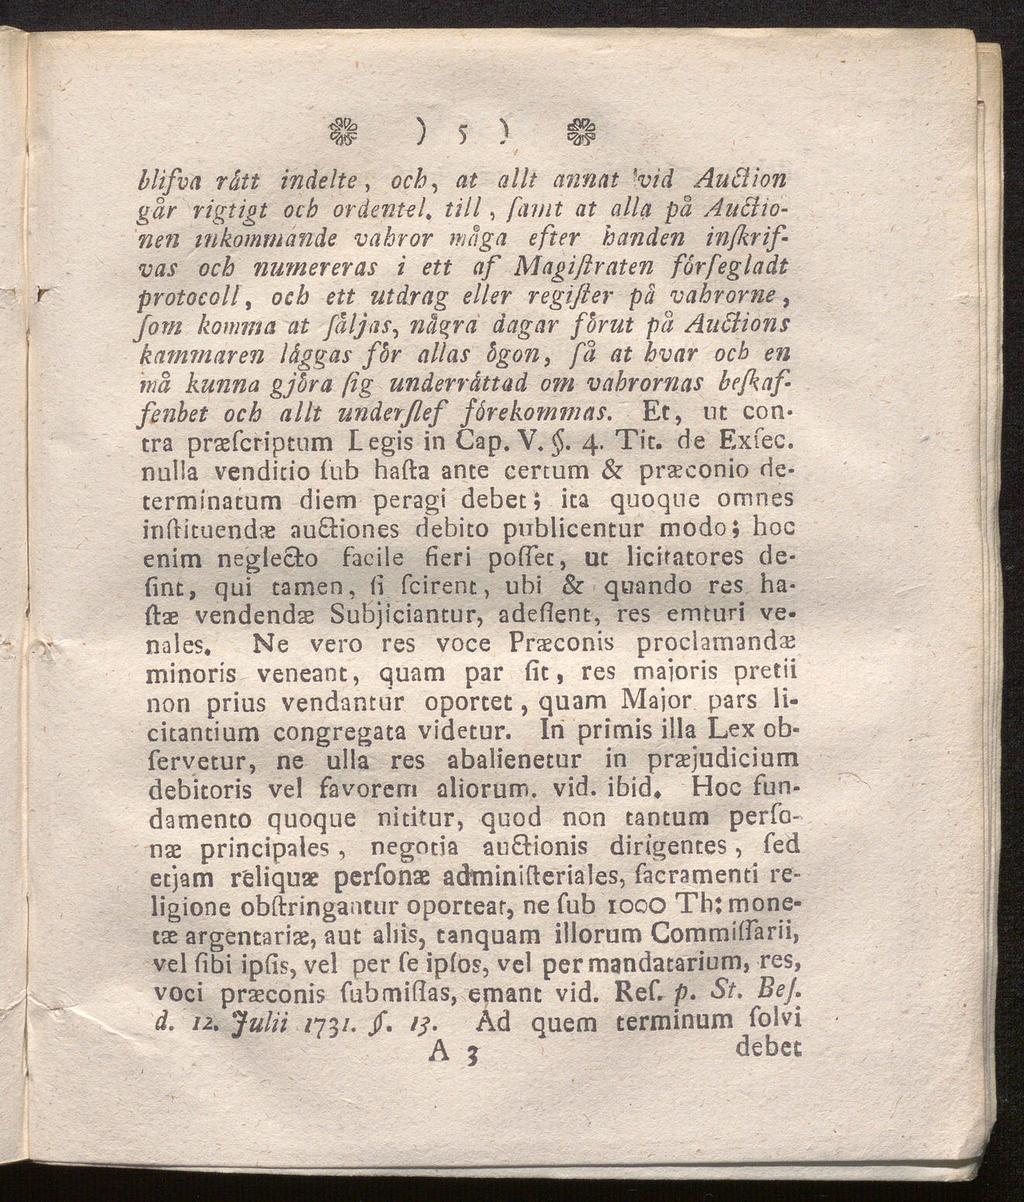 ❀ ) 5 ) ❀
blifva rått indelte, och, at allt annat vid Auction
går rigtigt och ordentel. till, ſamt at alla på Auctio-
nen inkommande vahror måga efter handen inſkrif-
vas och numereras i ett af Magiſtraten förſegladt
protocoll, och ett utdrag eller regiſter på vahrorne,
ſom komma at ſåljas, några dagar förut på Auctions
kammaren låggas för allas ögon, ſå at hvar och en
må kunna gjöra ſig underråttad om vahrornas beſkaf-
fenhet och allt underſlef förekommas. Et, ut con-
tra præſcriptum Legis in Cap. V. §. 4. Tit. de Exſec.
nulla venditio ſub haſta ante certum & præconio de-
terminatum diem peragi debet; ita quoque omnes
inſtituendæ auctiones debito publicentur modo; hoc
enim neglecto facile fieri poſſet, ut licitatores de-
ſint, qui tamen, ſi ſcirent, ubi & quando res ha-
ſtæ vendendæ Subjiciantur, adeſſent, res emturi ve-
nales. Ne vero res voce Præconis proclamandæ
minoris veneant, quam par ſit, res majoris pretii
non prius vendantur oportet, quam Major pars li-
citantium congregata videtur. In primis illa Lex ob-
ſervetur, ne ulla res abalienetur in præjudicium
debitoris vel favorem aliorum. vid. ibid. Hoc fun-
damento quoque nititur, quod non tantum perſo-
næ principales, negotia auctionis dirigentes, ſed
etjam reliquæ perſonæ adminiſteriales, ſacramenti re-
ligione obſtringantur oporteat, ne ſub 1000 Th: mone-
tæ argentariæ, aut aliis, tanquam illorum Commiſſarii,
vel ſibi ipſis, vel per ſe ipſos, vel per mandatarium, res,
voci præconis ſubmiſſas, emant vid. Reſ. p. St. Beſ.
d. 12. Julii 1731. §. 13. Ad quem terminum ſolvi
A 3 debet